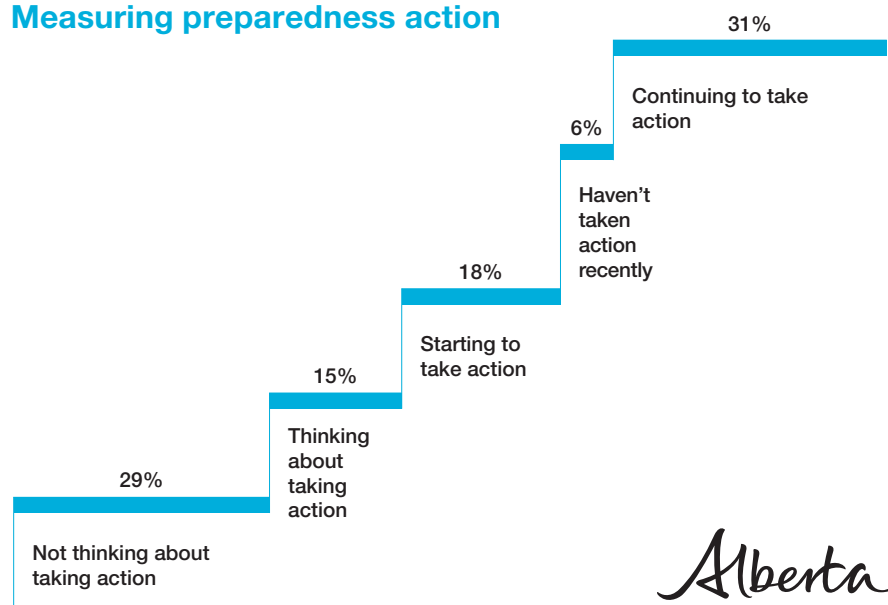 Measuring preparedness action
31%
Continuing to take
action
6%
Haven't
taken
action
recently
18%
Starting to
take action
15%
Thinking
about
taking
action
29%
Not thinking about
taking action
Alberta